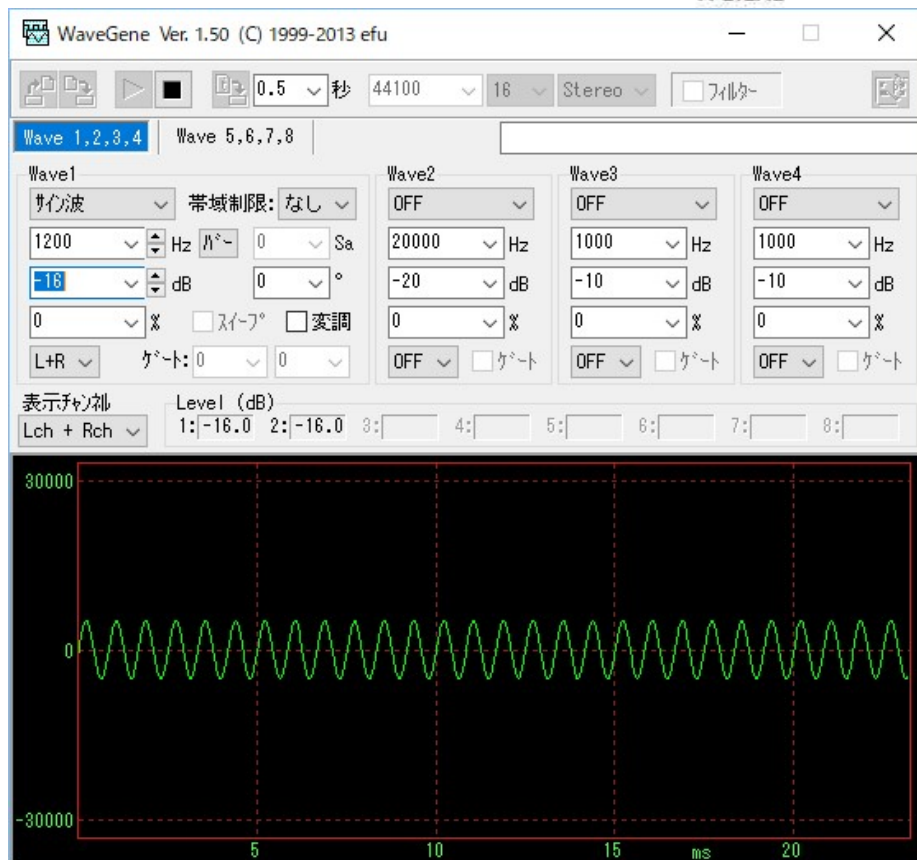 WaveGene Ver. 1.50 (C) 1999-2013 efu
0.5 秒 44100 16 Stereo フィルター
Wave 1,2,3,4 Wave 5,6,7,8
Wave1 Wave2 Wave3 Wave4
サイン波 帯域制限: なし OFF OFF OFF
1200 Hz バー 0 Sa 20000 Hz 1000 Hz 1000 Hz
-16 dB 0 ° -20 dB -10 dB -10 dB
0 % スイープ 変調 0 % 0 % 0 %
L+R ゲート: 0 0 OFF ゲート OFF ゲート OFF ゲート
表示チャンネル Level (dB)
Lch + Rch 1: -16.0 2: -16.0 3: 4: 5: 6: 7: 8:
30000
0
-30000
5 10 15 ms 20